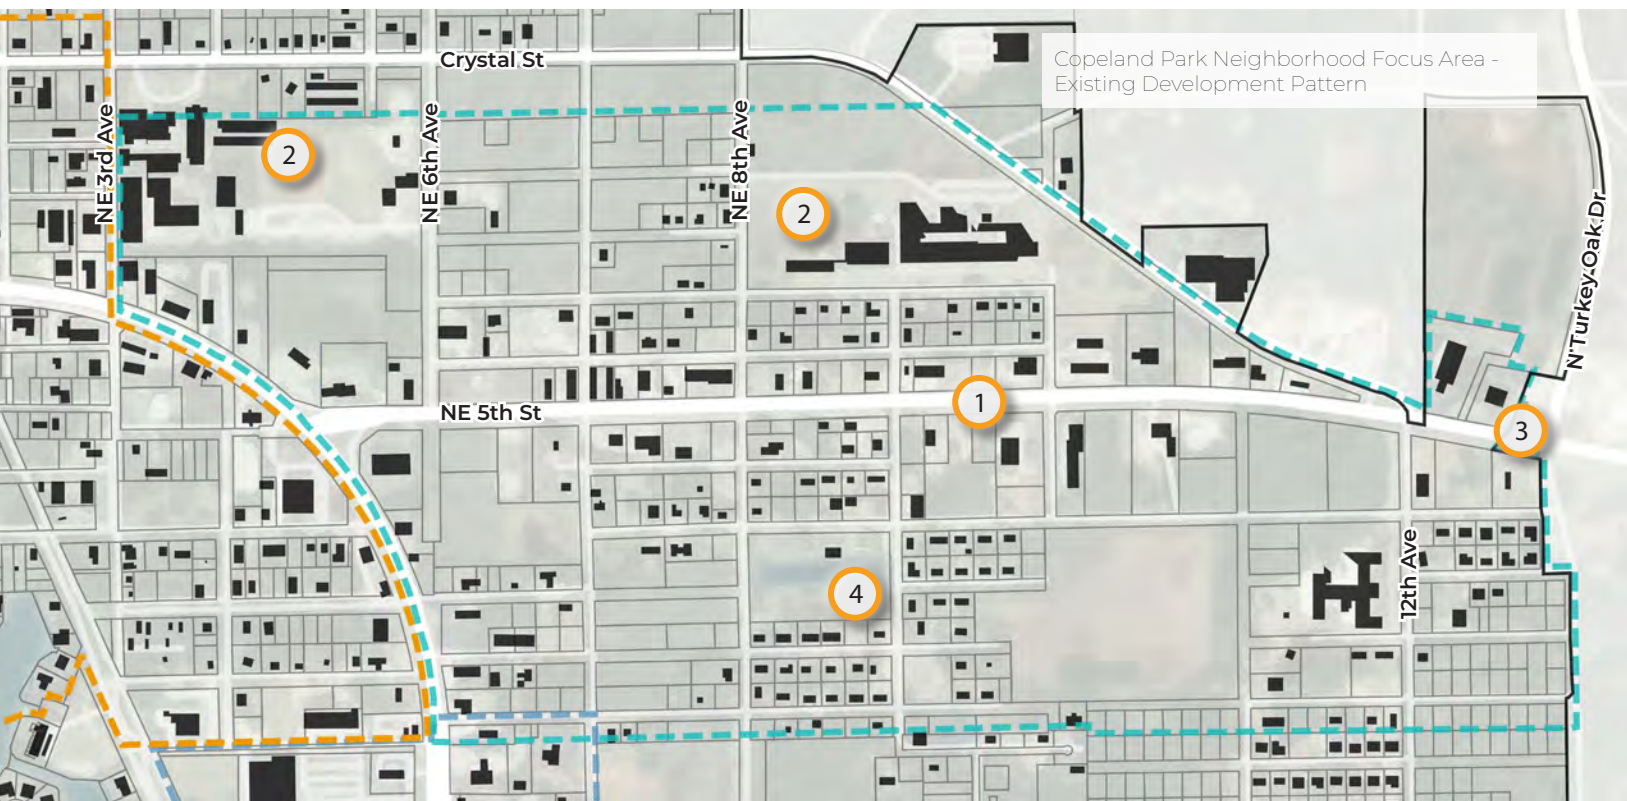 Crystal St
Copeland Park Neighborhood Focus Area -
Existing Development Pattern
NE 3rd Ave
2
NE 6th Ave
NE 8th Ave
2
N Turkey Oak Dr
NE 5th St
1
3
12th Ave
4